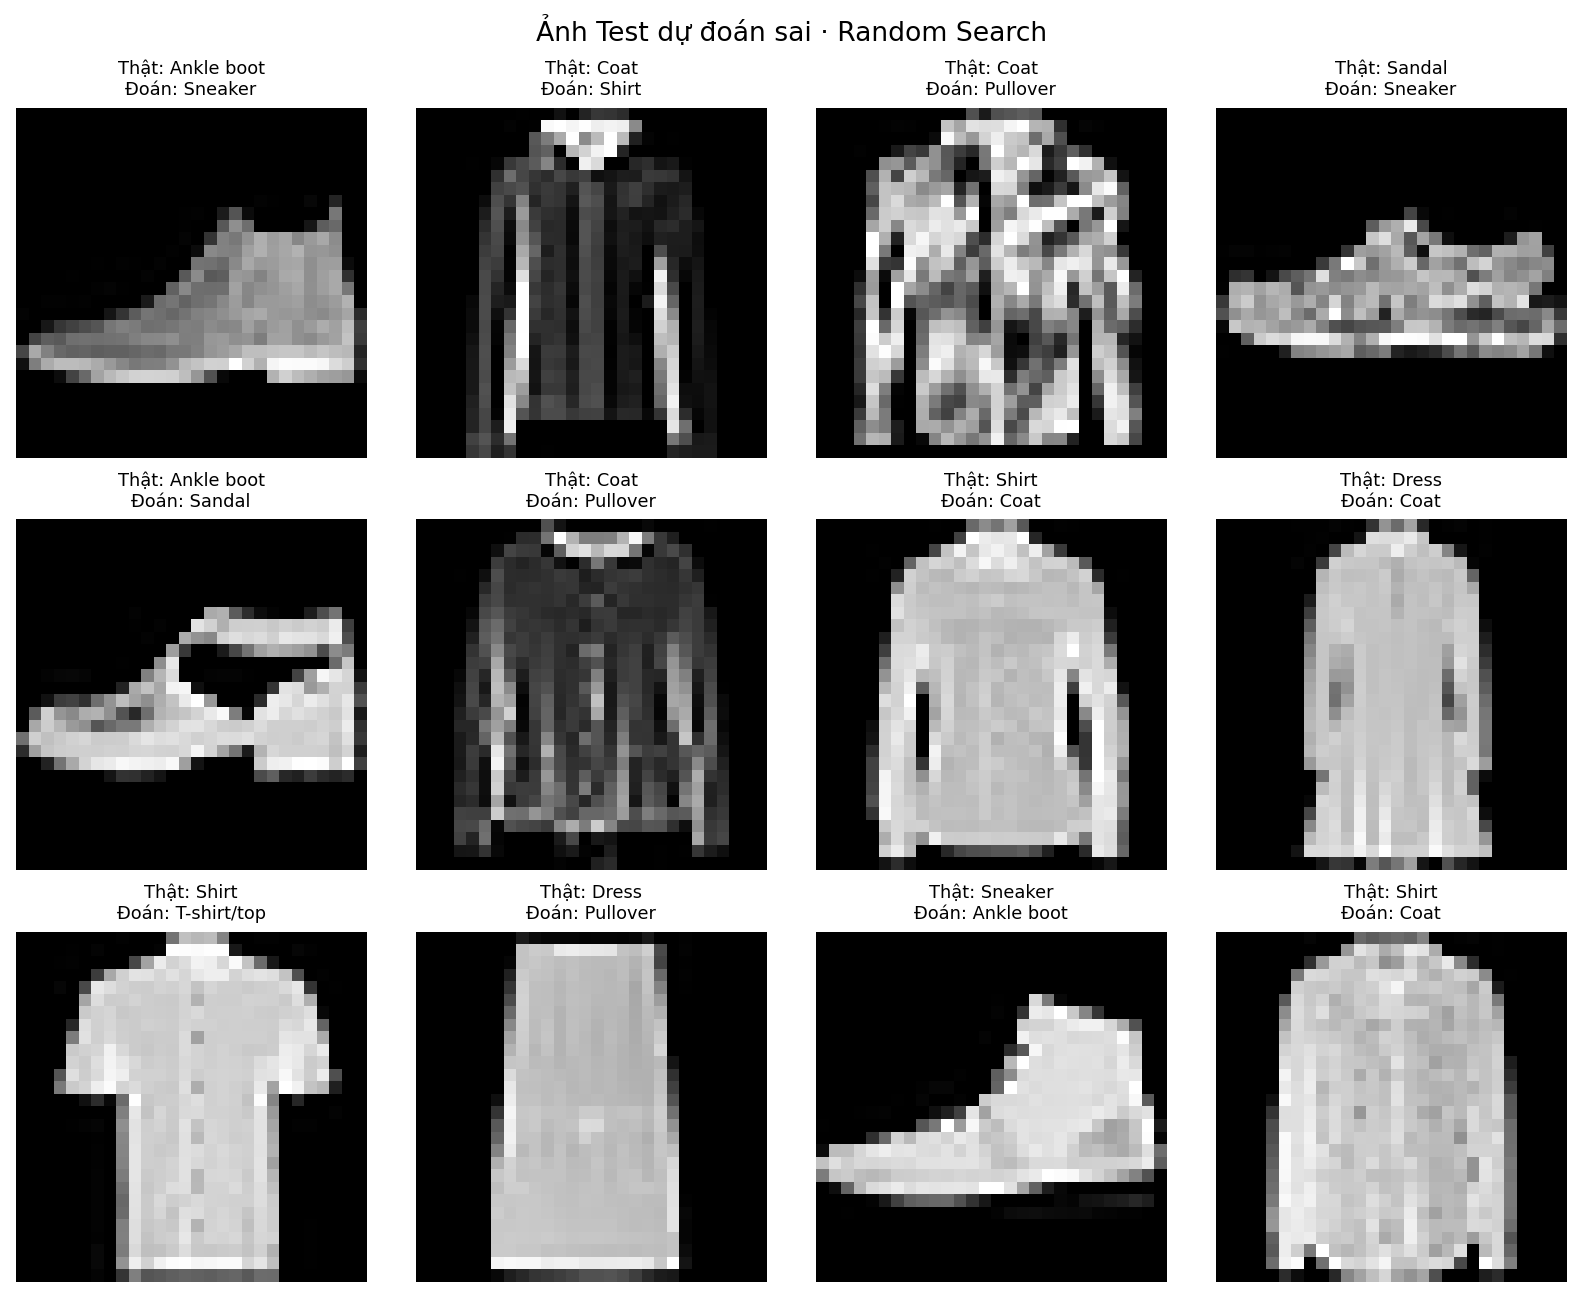 Ảnh Test dự đoán sai · Random Search
Thật: Ankle boot
Đoán: Sneaker
Thật: Coat
Đoán: Shirt
Thật: Coat
Đoán: Pullover
Thật: Sandal
Đoán: Sneaker
Thật: Ankle boot
Đoán: Sandal
Thật: Coat
Đoán: Pullover
Thật: Shirt
Đoán: Coat
Thật: Dress
Đoán: Coat
Thật: Shirt
Đoán: T-shirt/top
Thật: Dress
Đoán: Pullover
Thật: Sneaker
Đoán: Ankle boot
Thật: Shirt
Đoán: Coat